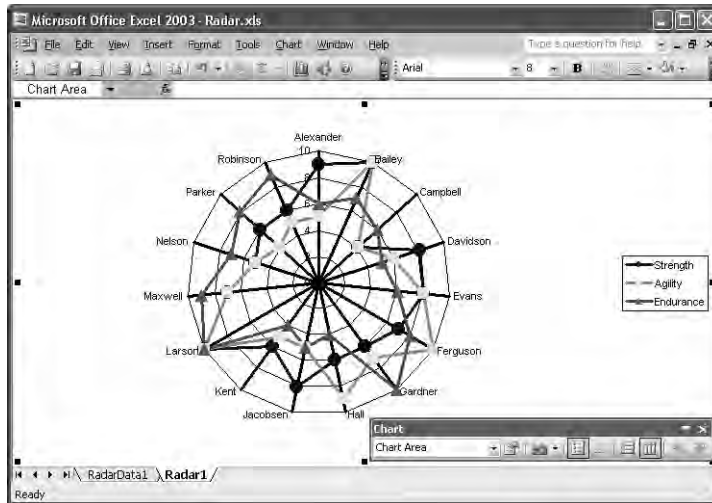 Microsoft Office Excel 2003 - Radar.xls
File Edit View Insert Format Tools Chart Window Help Type a question for help
Arial 8 B
Chart Area fx
Alexander
Robinson 10 Bailey
8
Parker 6 Campbell
4
Nelson Davidson
Maxwell Evans
Larson Ferguson
Kent Gardner
Jacobsen Hall
Strength
Agility
Endurance
Chart
Chart Area
RadarData1 Radar1
Ready